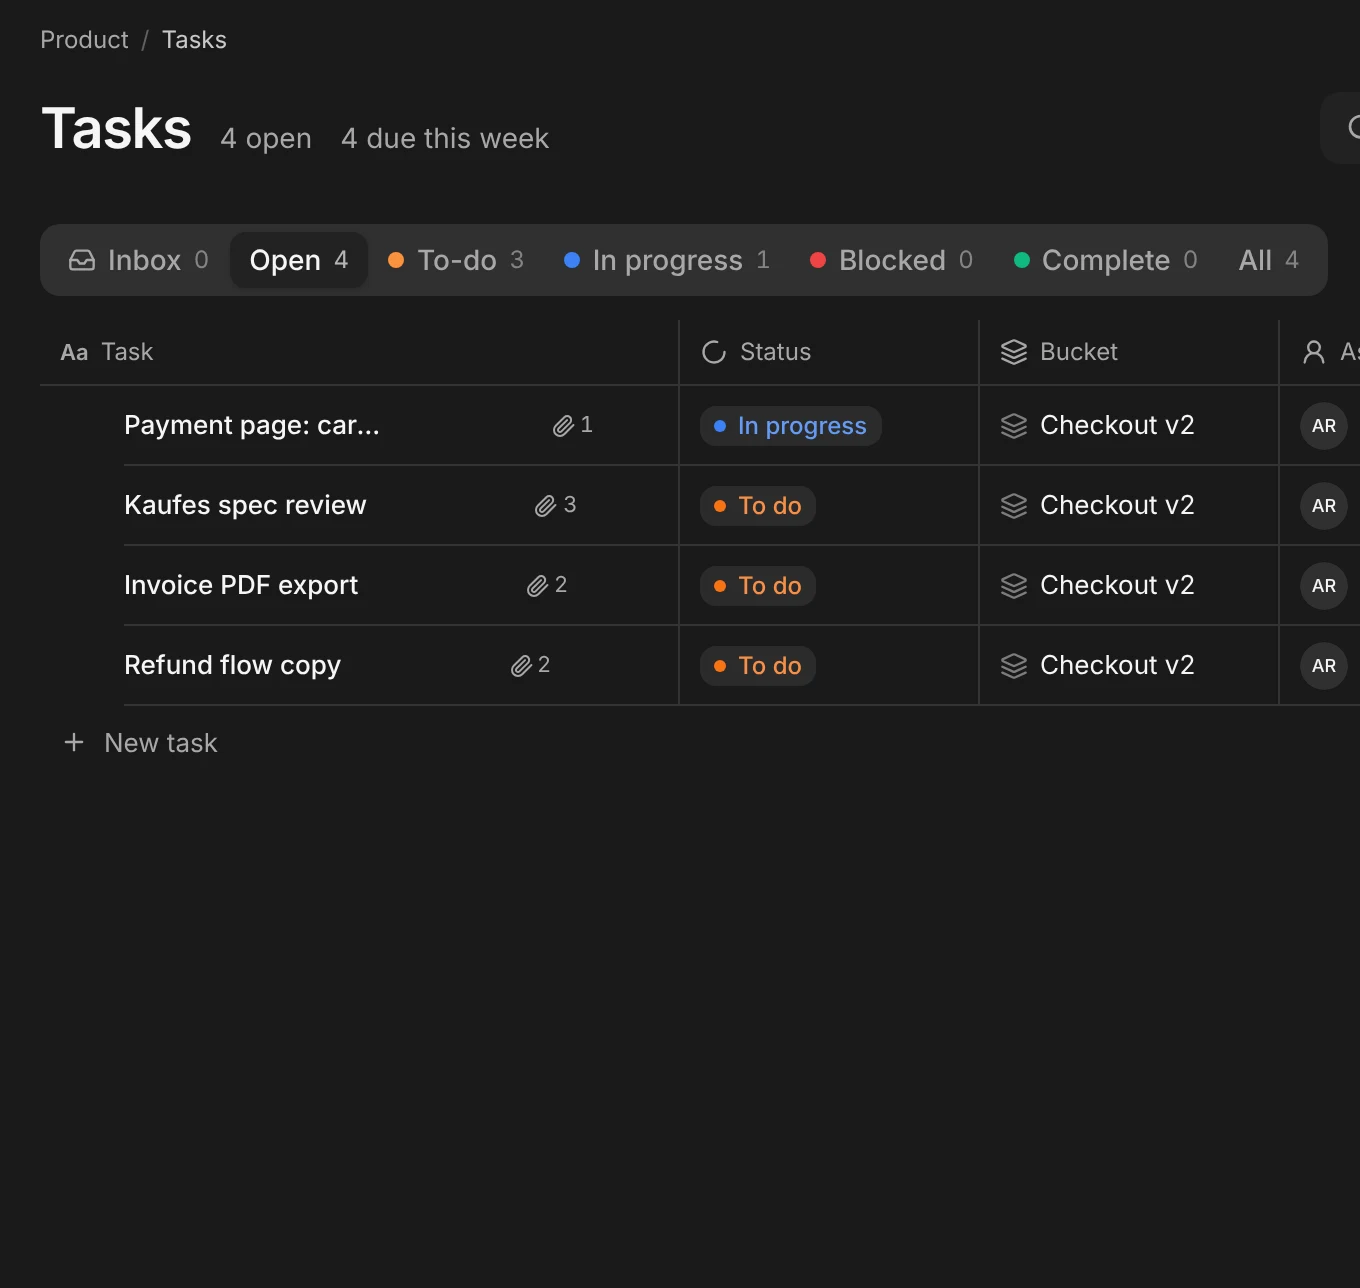 Product / Tasks
Tasks 4 open 4 due this week
Inbox 0 Open 4 To-do 3 In progress 1 Blocked 0 Complete 0 All 4
Aa Task Status Bucket
Payment page: car... 1 In progress Checkout v2 AR
Kaufes spec review 3 To do Checkout v2 AR
Invoice PDF export 2 To do Checkout v2 AR
Refund flow copy 2 To do Checkout v2 AR
+ New task